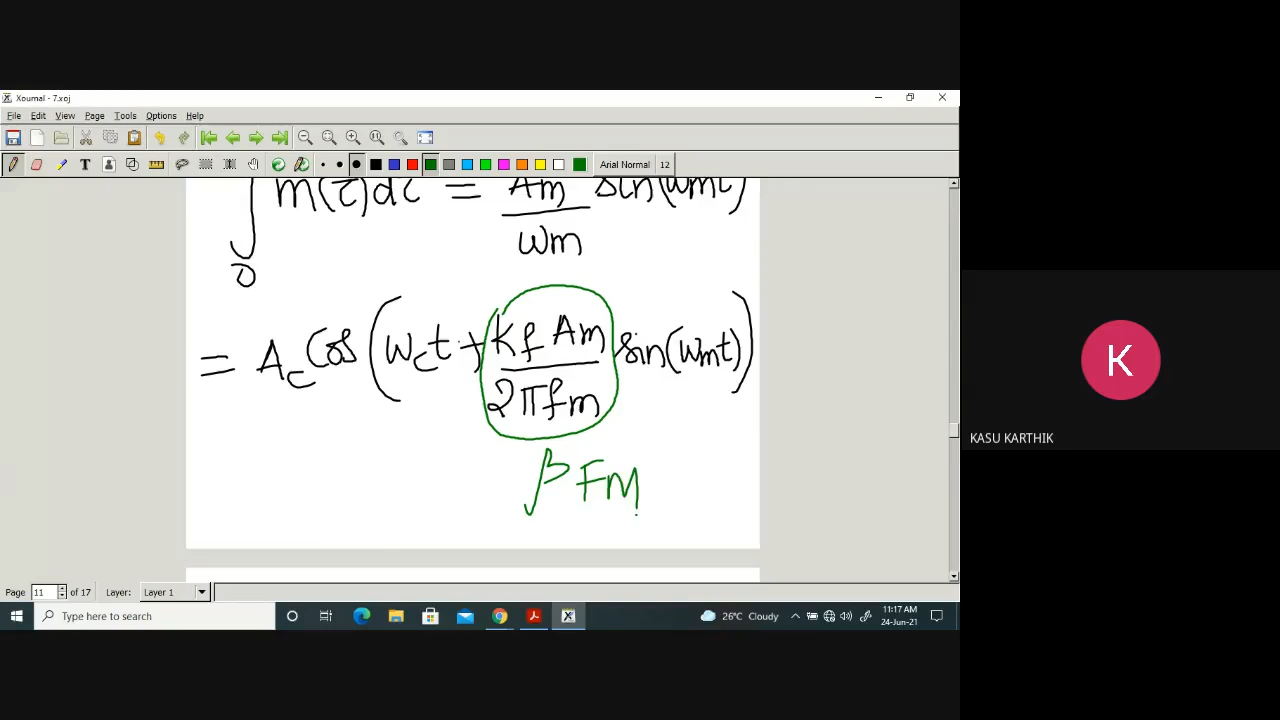 Xournal - 7.xoj
File Edit View Page Tools Options Help
Arial Normal 12
∫ m(τ)dτ = Am sin(ωmt)
0 ωm
= Ac Cos (ωct + Kf Am / 2πfm sin(ωmt))
β FM
K
KASU KARTHIK
Page 11 of 17 Layer: Layer 1
Type here to search
26°C Cloudy
11:17 AM
24-Jun-21